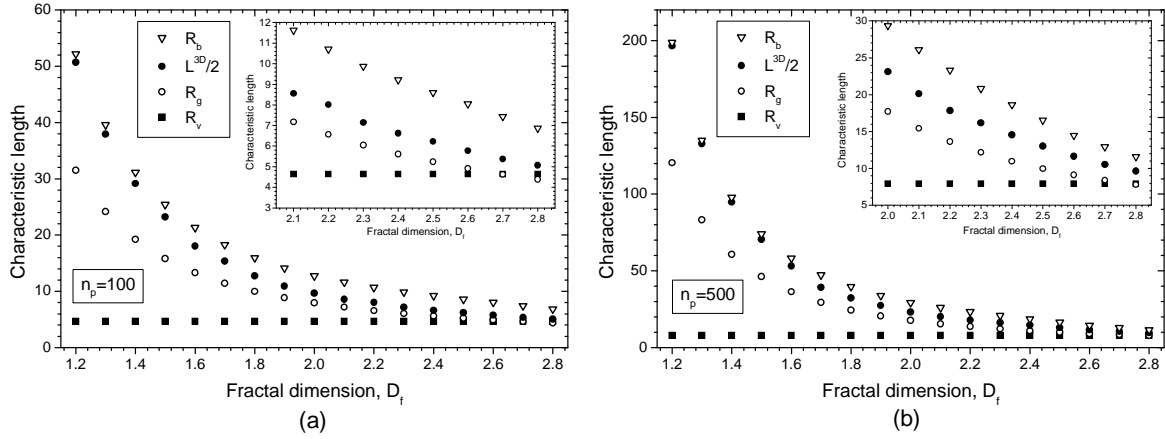 R_b
L^3D/2
R_g
R_v
n_p=100
Characteristic length
60
50
40
30
20
10
0
1.2 1.4 1.6 1.8 2.0 2.2 2.4 2.6 2.8
Fractal dimension, D_f
Characteristic length
12
11
10
9
8
7
6
5
4
3
2.1 2.2 2.3 2.4 2.5 2.6 2.7 2.8
Fractal dimension, D_f
(a)
R_b
L^3D/2
R_g
R_v
n_p=500
Characteristic length
200
150
100
50
0
1.2 1.4 1.6 1.8 2.0 2.2 2.4 2.6 2.8
Fractal dimension, D_f
Characteristic length
30
25
20
15
10
5
2.0 2.1 2.2 2.3 2.4 2.5 2.6 2.7 2.8
Fractal dimension, D_f
(b)